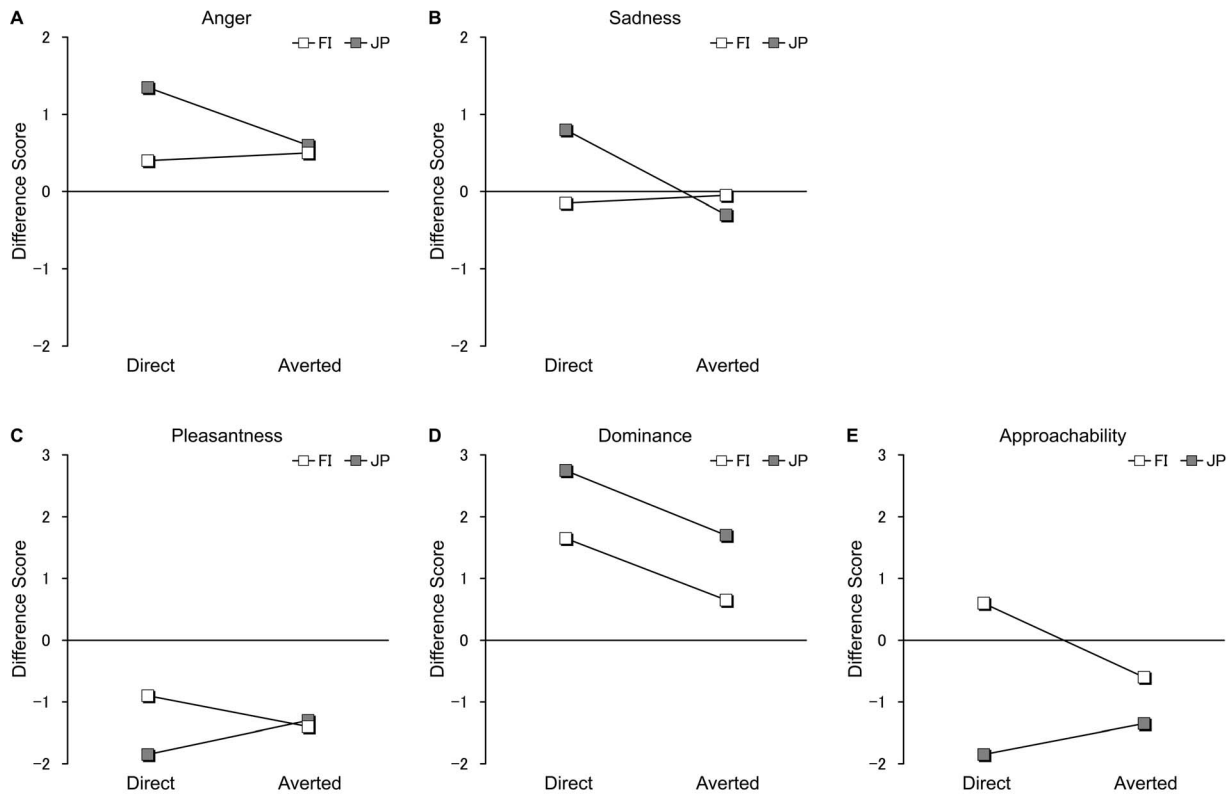 A
Anger
FI JP
2
1
0
−1
−2
Difference Score
Direct Averted
B
Sadness
FI JP
2
1
0
−1
−2
Difference Score
Direct Averted
C
Pleasantness
FI JP
3
2
1
0
−1
−2
Difference Score
Direct Averted
D
Dominance
FI JP
3
2
1
0
−1
−2
Difference Score
Direct Averted
E
Approachability
FI JP
3
2
1
0
−1
−2
Difference Score
Direct Averted